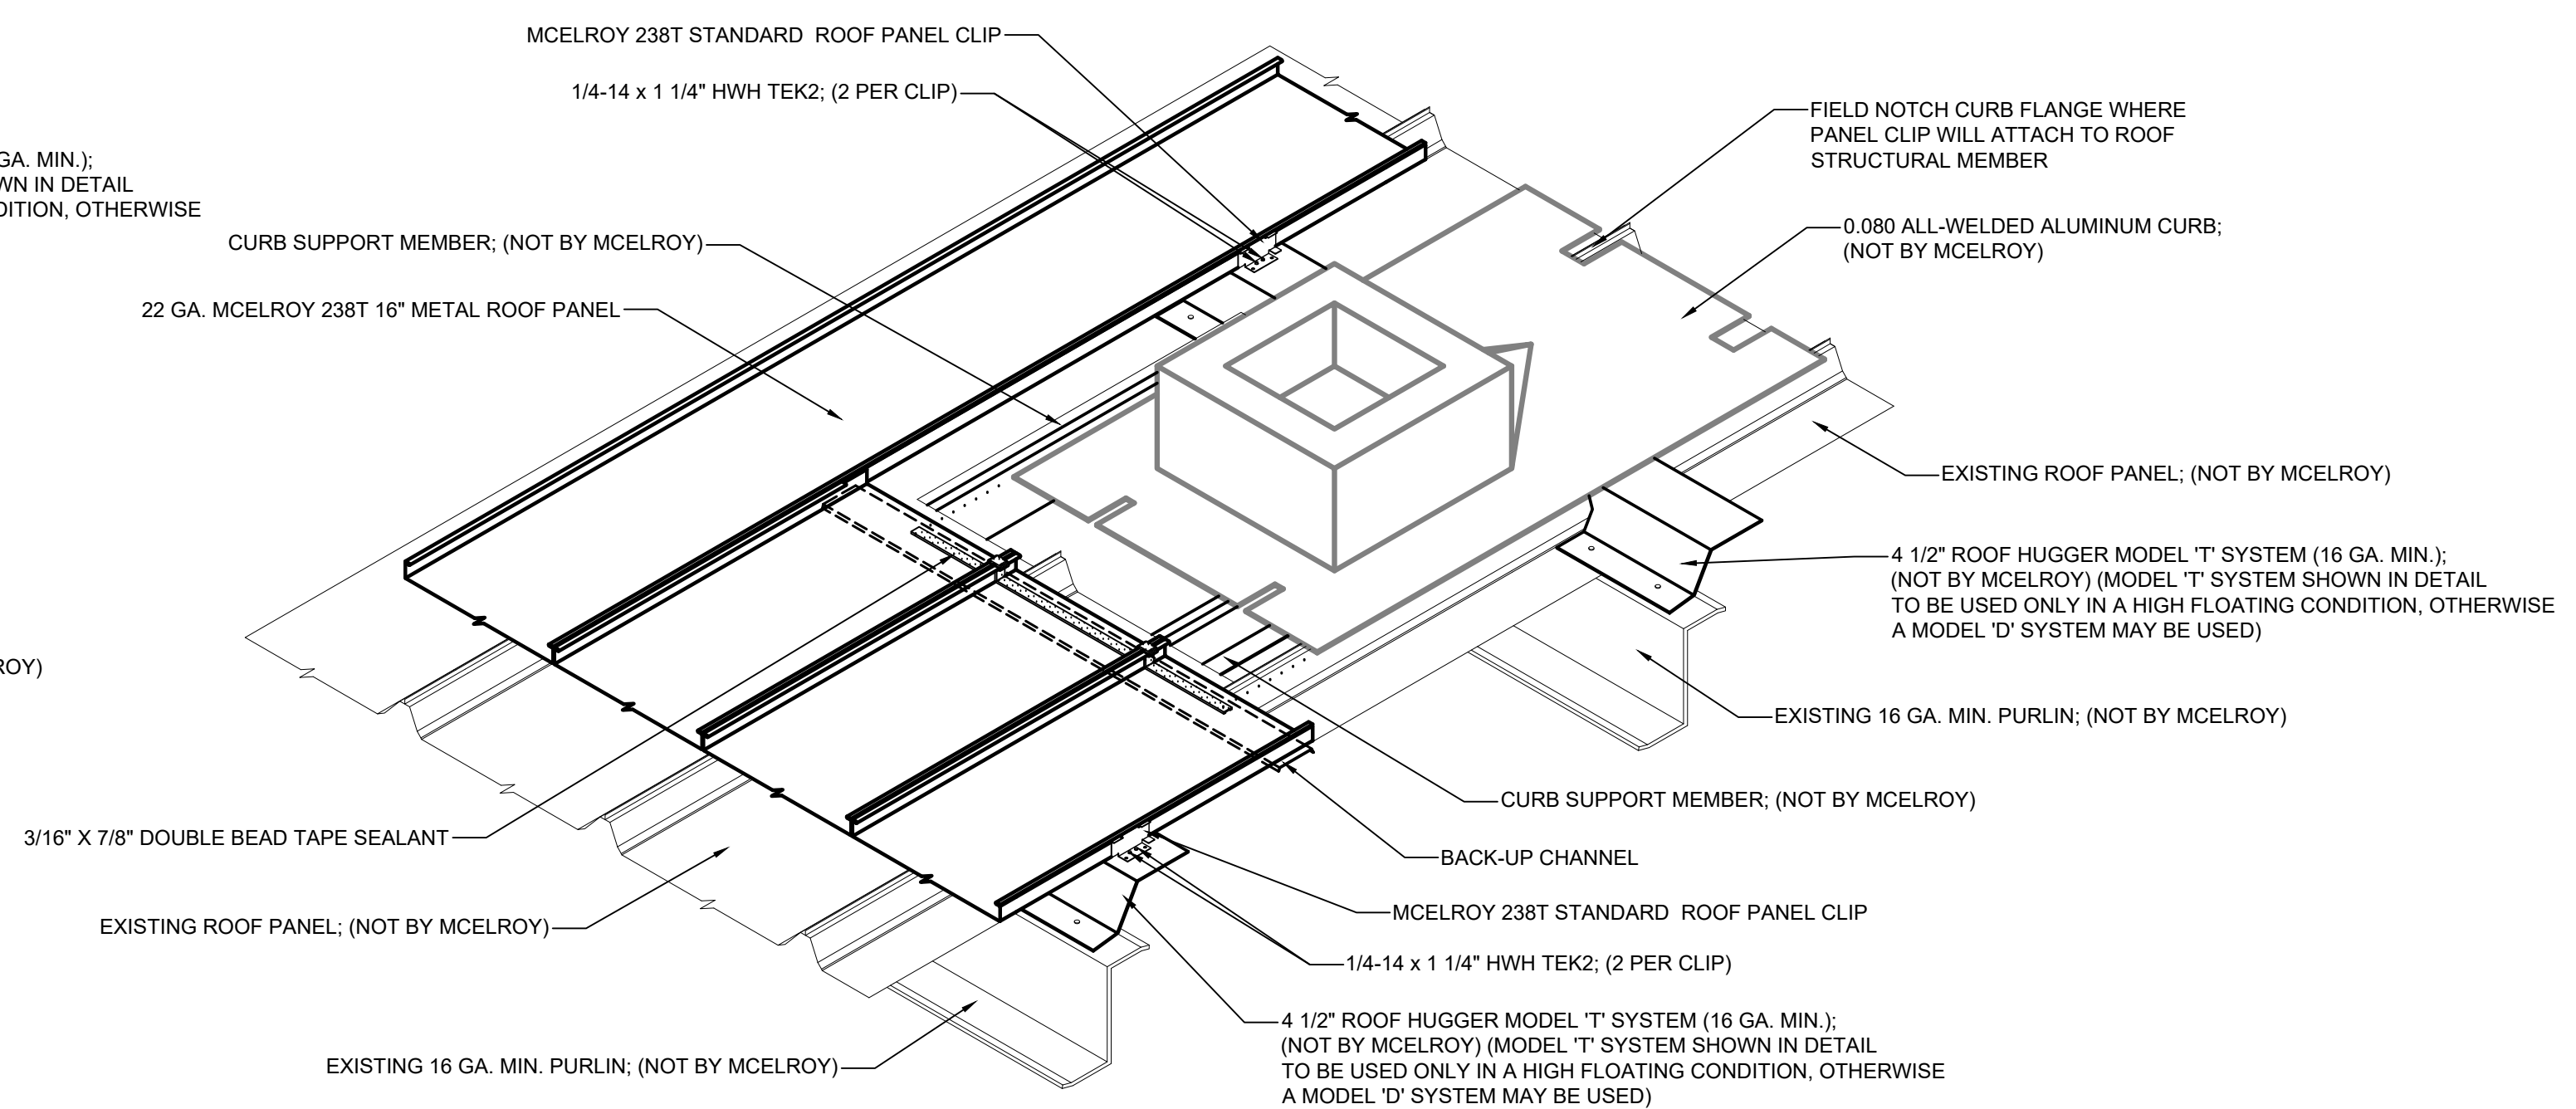 MCELROY 238T STANDARD ROOF PANEL CLIP
1/4-14 x 1 1/4" HWH TEK2; (2 PER CLIP)
FIELD NOTCH CURB FLANGE WHERE
PANEL CLIP WILL ATTACH TO ROOF
STRUCTURAL MEMBER
GA. MIN.);
WN IN DETAIL
DITION, OTHERWISE
CURB SUPPORT MEMBER; (NOT BY MCELROY)
0.080 ALL-WELDED ALUMINUM CURB;
(NOT BY MCELROY)
22 GA. MCELROY 238T 16" METAL ROOF PANEL
EXISTING ROOF PANEL; (NOT BY MCELROY)
4 1/2" ROOF HUGGER MODEL 'T' SYSTEM (16 GA. MIN.);
(NOT BY MCELROY) (MODEL 'T' SYSTEM SHOWN IN DETAIL
TO BE USED ONLY IN A HIGH FLOATING CONDITION, OTHERWISE
A MODEL 'D' SYSTEM MAY BE USED)
ROY)
EXISTING 16 GA. MIN. PURLIN; (NOT BY MCELROY)
CURB SUPPORT MEMBER; (NOT BY MCELROY)
3/16" X 7/8" DOUBLE BEAD TAPE SEALANT
BACK-UP CHANNEL
MCELROY 238T STANDARD ROOF PANEL CLIP
EXISTING ROOF PANEL; (NOT BY MCELROY)
1/4-14 x 1 1/4" HWH TEK2; (2 PER CLIP)
4 1/2" ROOF HUGGER MODEL 'T' SYSTEM (16 GA. MIN.);
(NOT BY MCELROY) (MODEL 'T' SYSTEM SHOWN IN DETAIL
TO BE USED ONLY IN A HIGH FLOATING CONDITION, OTHERWISE
A MODEL 'D' SYSTEM MAY BE USED)
EXISTING 16 GA. MIN. PURLIN; (NOT BY MCELROY)